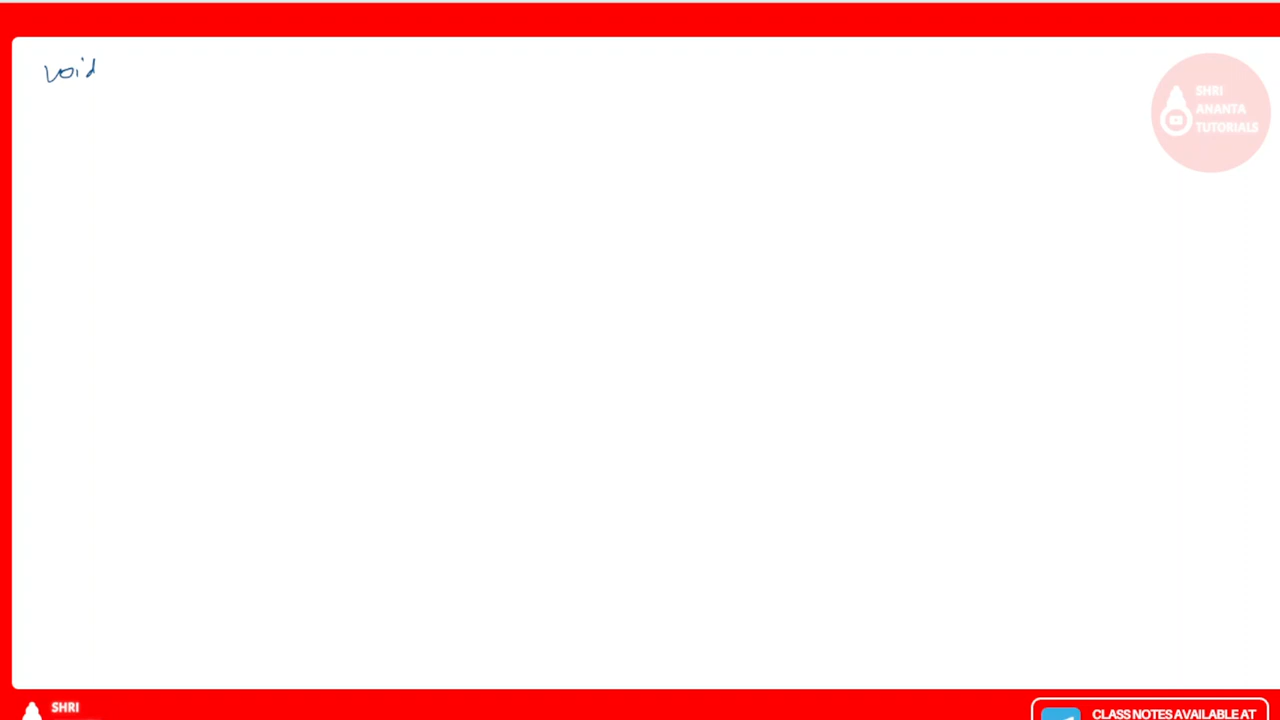 void
SHRI
ANANTA
TUTORIALS
SHRI
CLASS NOTES AVAILABLE AT